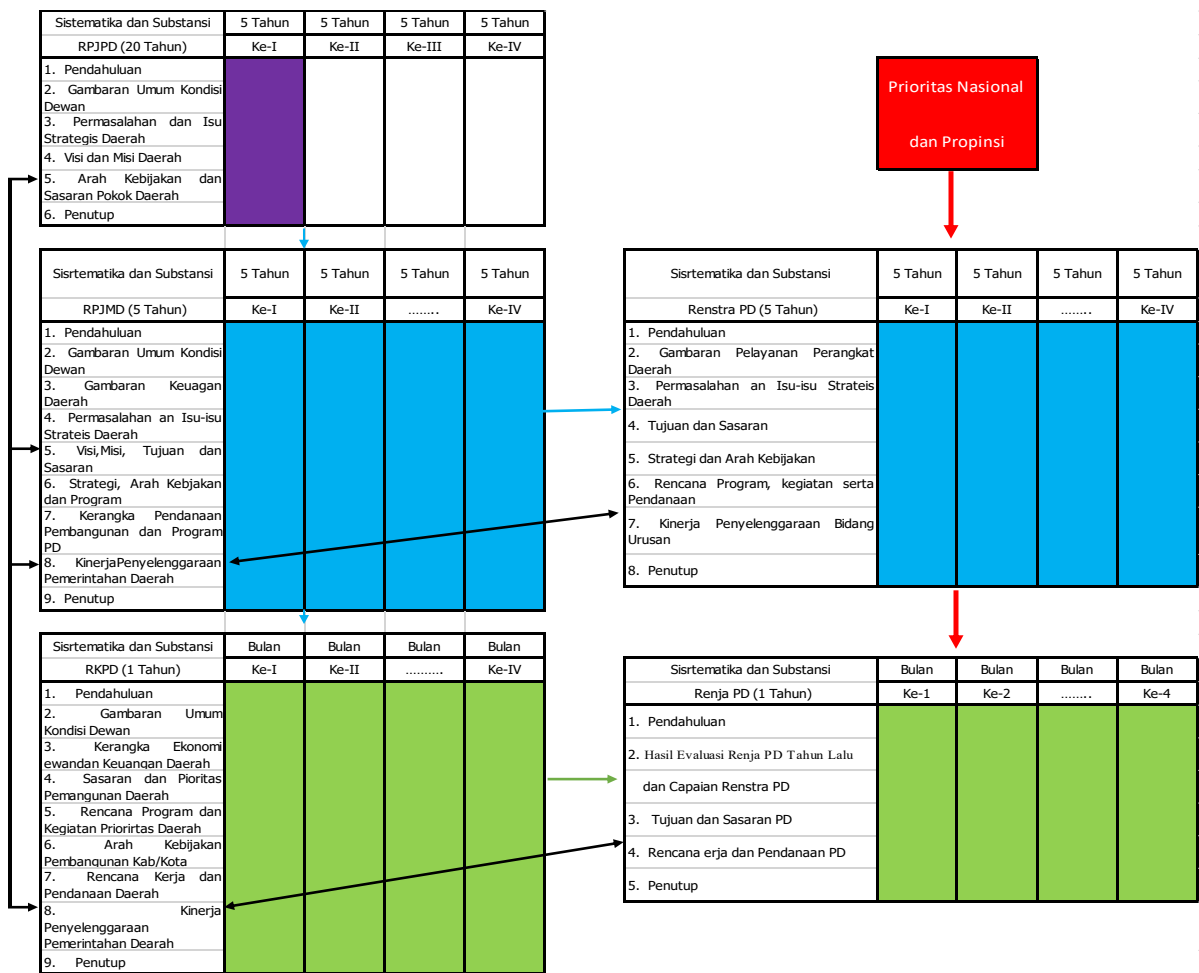 Sistematika dan Substansi 5 Tahun 5 Tahun 5 Tahun 5 Tahun
RPJPD (20 Tahun) Ke-I Ke-II Ke-III Ke-IV
1. Pendahuluan
2. Gambaran Umum Kondisi
Dewan
3. Permasalahan dan Isu
Strategis Daerah
4. Visi dan Misi Daerah
5. Arah Kebijakan dan
Sasaran Pokok Daerah
6. Penutup
Prioritas Nasional
dan Propinsi
Sisrtematika dan Substansi 5 Tahun 5 Tahun 5 Tahun 5 Tahun
RPJMD (5 Tahun) Ke-I Ke-II …….. Ke-IV
1. Pendahuluan
2. Gambaran Umum Kondisi
Dewan
3. Gambaran Keuagan
Daerah
4. Permasalahan an Isu-isu
Strateis Daerah
5. Visi,Misi, Tujuan dan
Sasaran
6. Strategi, Arah Kebjakan
dan Program
7. Kerangka Pendanaan
Pembangunan dan Program
PD
8. KinerjaPenyelenggaraan
Pemerintahan Daerah
9. Penutup
Sisrtematika dan Substansi 5 Tahun 5 Tahun 5 Tahun 5 Tahun
Renstra PD (5 Tahun) Ke-I Ke-II …….. Ke-IV
1. Pendahuluan
2. Gambaran Pelayanan Perangkat
Daerah
3. Permasalahan an Isu-isu Strateis
Daerah
4. Tujuan dan Sasaran
5. Strategi dan Arah Kebijakan
6. Rencana Program, kegiatan serta
Pendanaan
7. Kinerja Penyelenggaraan Bidang
Urusan
8. Penutup
Sisrtematika dan Substansi Bulan Bulan Bulan Bulan
RKPD (1 Tahun) Ke-I Ke-II ………. Ke-IV
1. Pendahuluan
2. Gambaran Umum
Kondisi Dewan
3. Kerangka Ekonomi
ewandan Keuangan Daerah
4. Sasaran dan Pioritas
Pemangunan Daerah
5. Rencana Program dan
Kegiatan Priorirtas Daerah
6. Arah Kebijakan
Pembangunan Kab/Kota
7. Rencana Kerja dan
Pendanaan Daerah
8. Kinerja
Penyelenggaraan
Pemerintahan Dearah
9. Penutup
Sisrtematika dan Substansi Bulan Bulan Bulan Bulan
Renja PD (1 Tahun) Ke-1 Ke-2 …….. Ke-4
1. Pendahuluan
2. Hasil Evaluasi Renja PD Tahun Lalu
dan Capaian Renstra PD
3. Tujuan dan Sasaran PD
4. Rencana erja dan Pendanaan PD
5. Penutup